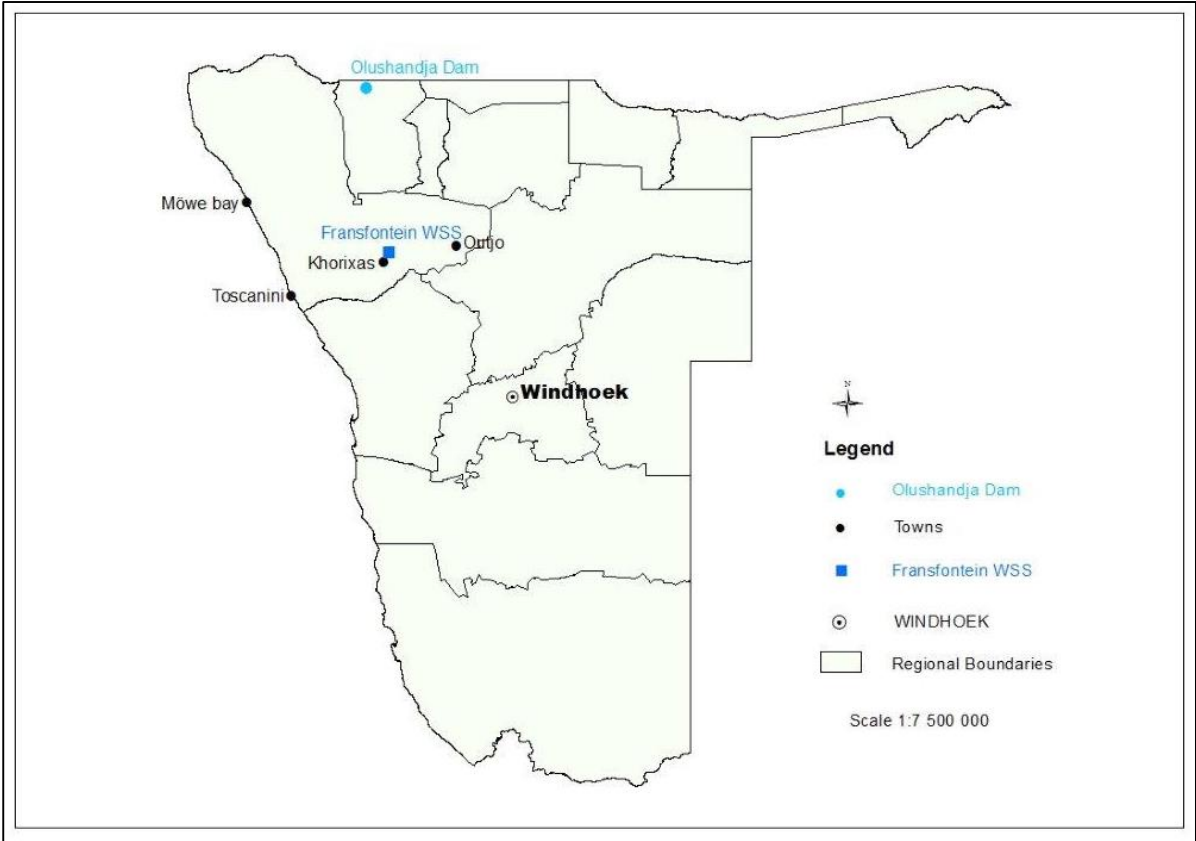 Olushandja Dam
Möwe bay
Fransfontein WSS
Outjo
Khorixas
Toscanini
Windhoek
N
Legend
Olushandja Dam
Towns
Fransfontein WSS
WINDHOEK
Regional Boundaries
Scale 1:7 500 000